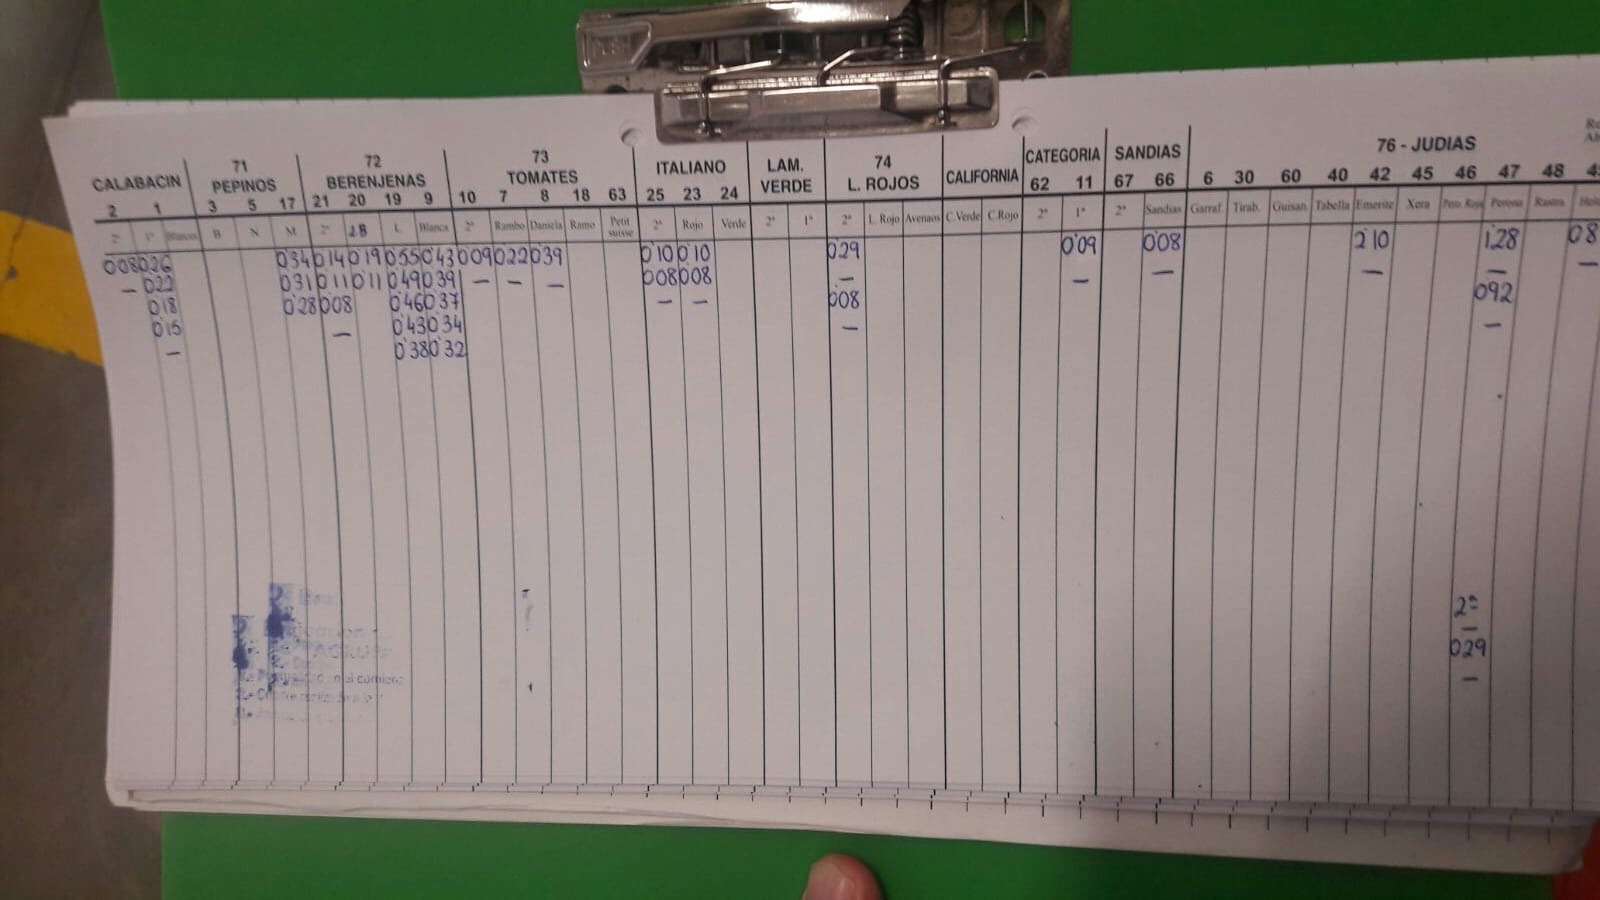 71 72 73 ITALIANO LAM. 74 CALIFORNIA CATEGORIA SANDIAS 76 - JUDIAS
CALABACIN PEPINOS BERENJENAS TOMATES VERDE L. ROJOS
2 1 3 5 17 21 20 19 9 10 7 8 18 63 25 23 24 62 11 67 66 6 30 60 40 42 45 46 47 48
2ª 1ª Blancos B N M 2ª 2B L Blanca 2ª Rambo Daniela Ramo Petit suisse 2ª Rojo Verde 2ª 1ª 2ª L. Rojo Avenaos C.Verde C.Rojo 2ª 1ª 2ª Sandias Garraf. Tirab. Guisan. Tabella Emerite Xera Pero. Roja Perona Rastra
008 026 034 014 019 055 043 009 022 039 010 010 029 009 008 210 128 08
— 022 031 011 011 049 039 — — — 008 008 — — — — — —
018 028 008 046 037 — — 008 092
015 — 043 034 — —
— 038 032
2ª
—
029
—